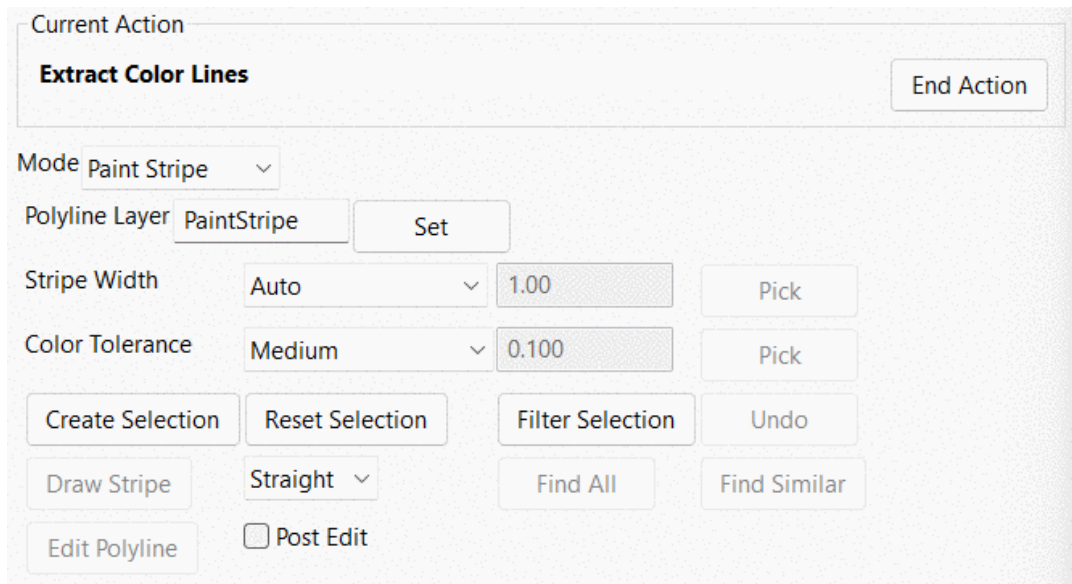 Current Action
Extract Color Lines
End Action
Mode Paint Stripe
Polyline Layer PaintStripe Set
Stripe Width Auto 1.00 Pick
Color Tolerance Medium 0.100 Pick
Create Selection Reset Selection Filter Selection Undo
Draw Stripe Straight Find All Find Similar
Edit Polyline Post Edit